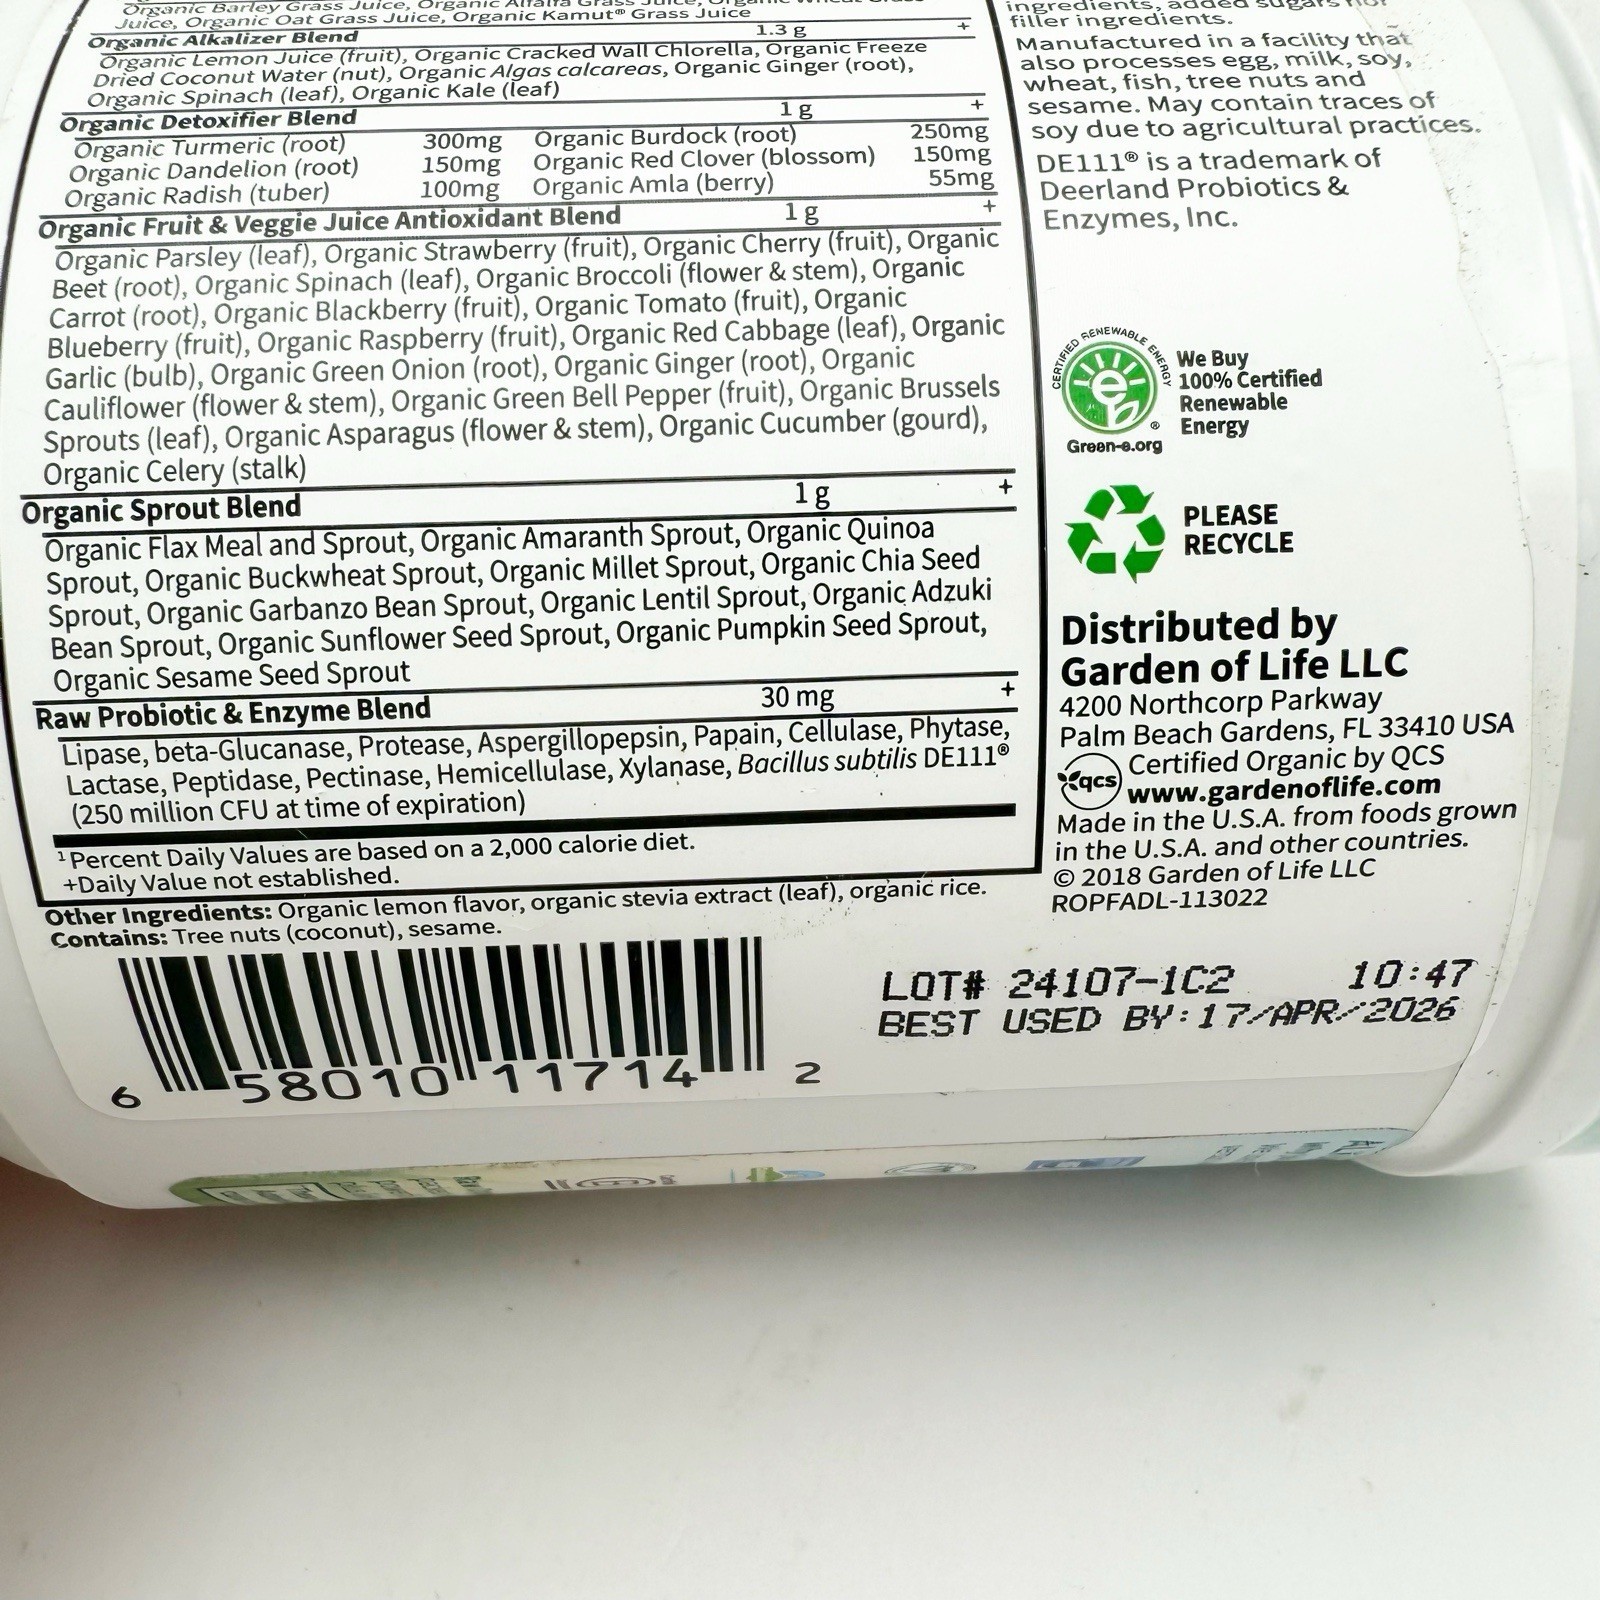 Organic Barley Grass Juice, Organic Alfalfa Grass Juice, Organic Wheat Grass
Juice, Organic Oat Grass Juice, Organic Kamut® Grass Juice
Organic Alkalizer Blend 1.3 g +
Organic Lemon Juice (fruit), Organic Cracked Wall Chlorella, Organic Freeze
Dried Coconut Water (nut), Organic Algas calcareas, Organic Ginger (root),
Organic Spinach (leaf), Organic Kale (leaf)
Organic Detoxifier Blend 1 g +
Organic Turmeric (root) 300mg Organic Burdock (root) 250mg
Organic Dandelion (root) 150mg Organic Red Clover (blossom) 150mg
Organic Radish (tuber) 100mg Organic Amla (berry) 55mg
Organic Fruit & Veggie Juice Antioxidant Blend 1 g +
Organic Parsley (leaf), Organic Strawberry (fruit), Organic Cherry (fruit), Organic
Beet (root), Organic Spinach (leaf), Organic Broccoli (flower & stem), Organic
Carrot (root), Organic Blackberry (fruit), Organic Tomato (fruit), Organic
Blueberry (fruit), Organic Raspberry (fruit), Organic Red Cabbage (leaf), Organic
Garlic (bulb), Organic Green Onion (root), Organic Ginger (root), Organic
Cauliflower (flower & stem), Organic Green Bell Pepper (fruit), Organic Brussels
Sprouts (leaf), Organic Asparagus (flower & stem), Organic Cucumber (gourd),
Organic Celery (stalk)
Organic Sprout Blend 1 g +
Organic Flax Meal and Sprout, Organic Amaranth Sprout, Organic Quinoa
Sprout, Organic Buckwheat Sprout, Organic Millet Sprout, Organic Chia Seed
Sprout, Organic Garbanzo Bean Sprout, Organic Lentil Sprout, Organic Adzuki
Bean Sprout, Organic Sunflower Seed Sprout, Organic Pumpkin Seed Sprout,
Organic Sesame Seed Sprout
Raw Probiotic & Enzyme Blend 30 mg +
Lipase, beta-Glucanase, Protease, Aspergillopepsin, Papain, Cellulase, Phytase,
Lactase, Peptidase, Pectinase, Hemicellulase, Xylanase, Bacillus subtilis DE111®
(250 million CFU at time of expiration)
¹Percent Daily Values are based on a 2,000 calorie diet.
+Daily Value not established.
Other Ingredients: Organic lemon flavor, organic stevia extract (leaf), organic rice.
Contains: Tree nuts (coconut), sesame.
6 58010 11714 2
ingredients, added sugars nor
filler ingredients.
Manufactured in a facility that
also processes egg, milk, soy,
wheat, fish, tree nuts and
sesame. May contain traces of
soy due to agricultural practices.
DE111® is a trademark of
Deerland Probiotics &
Enzymes, Inc.
CERTIFIED RENEWABLE ENERGY
e
®
Green-e.org
We Buy
100% Certified
Renewable
Energy
PLEASE
RECYCLE
Distributed by
Garden of Life LLC
4200 Northcorp Parkway
Palm Beach Gardens, FL 33410 USA
qcs Certified Organic by QCS
www.gardenoflife.com
Made in the U.S.A. from foods grown
in the U.S.A. and other countries.
© 2018 Garden of Life LLC
ROPFADL-113022
LOT# 24107-1C2 10:47
BEST USED BY:17/APR/2026